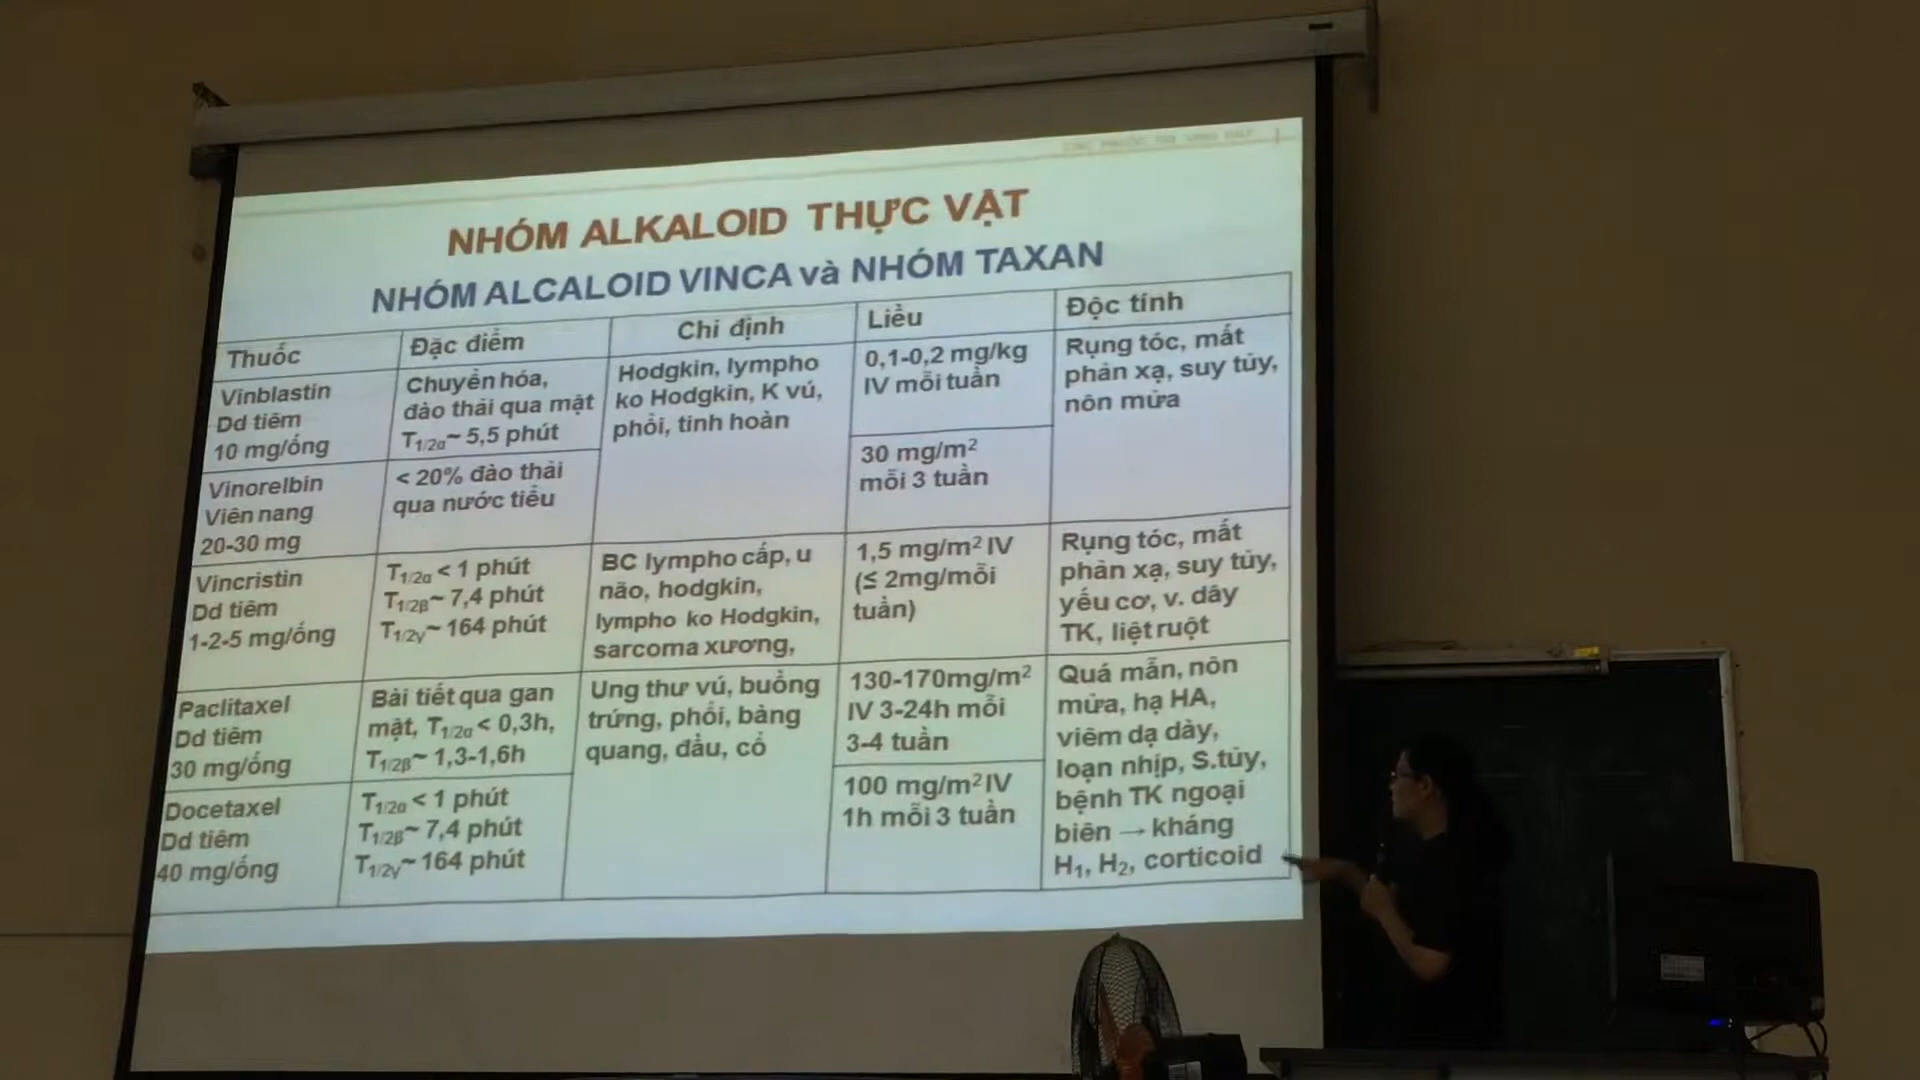 NHÓM ALKALOID THỰC VẬT
NHÓM ALCALOID VINCA và NHÓM TAXAN
Thuốc
Đặc điểm
Chỉ định
Liều
Độc tính
Vinblastin
Dd tiêm
10 mg/ống
Chuyển hóa,
đào thải qua mật
T1/2α~ 5,5 phút
Hodgkin, lympho
ko Hodgkin, K vú,
phổi, tinh hoàn
0,1-0,2 mg/kg
IV mỗi tuần
Rụng tóc, mất
phản xạ, suy tủy,
nôn mửa
Vinorelbin
Viên nang
20-30 mg
< 20% đào thải
qua nước tiểu
30 mg/m²
mỗi 3 tuần
Vincristin
Dd tiêm
1-2-5 mg/ống
T1/2α < 1 phút
T1/2β~ 7,4 phút
T1/2γ~ 164 phút
BC lympho cấp, u
não, hodgkin,
lympho ko Hodgkin,
sarcoma xương,
1,5 mg/m² IV
(≤ 2mg/mỗi
tuần)
Rụng tóc, mất
phản xạ, suy tủy,
yếu cơ, v. dây
TK, liệt ruột
Paclitaxel
Dd tiêm
30 mg/ống
Bài tiết qua gan
mật, T1/2α < 0,3h,
T1/2β~ 1,3-1,6h
Ung thư vú, buồng
trứng, phổi, bàng
quang, đầu, cổ
130-170mg/m²
IV 3-24h mỗi
3-4 tuần
Quá mẫn, nôn
mửa, hạ HA,
viêm dạ dày,
loạn nhịp, S.tủy,
bệnh TK ngoại
biên → kháng
H1, H2, corticoid
Docetaxel
Dd tiêm
40 mg/ống
T1/2α < 1 phút
T1/2β~ 7,4 phút
T1/2γ~ 164 phút
100 mg/m² IV
1h mỗi 3 tuần